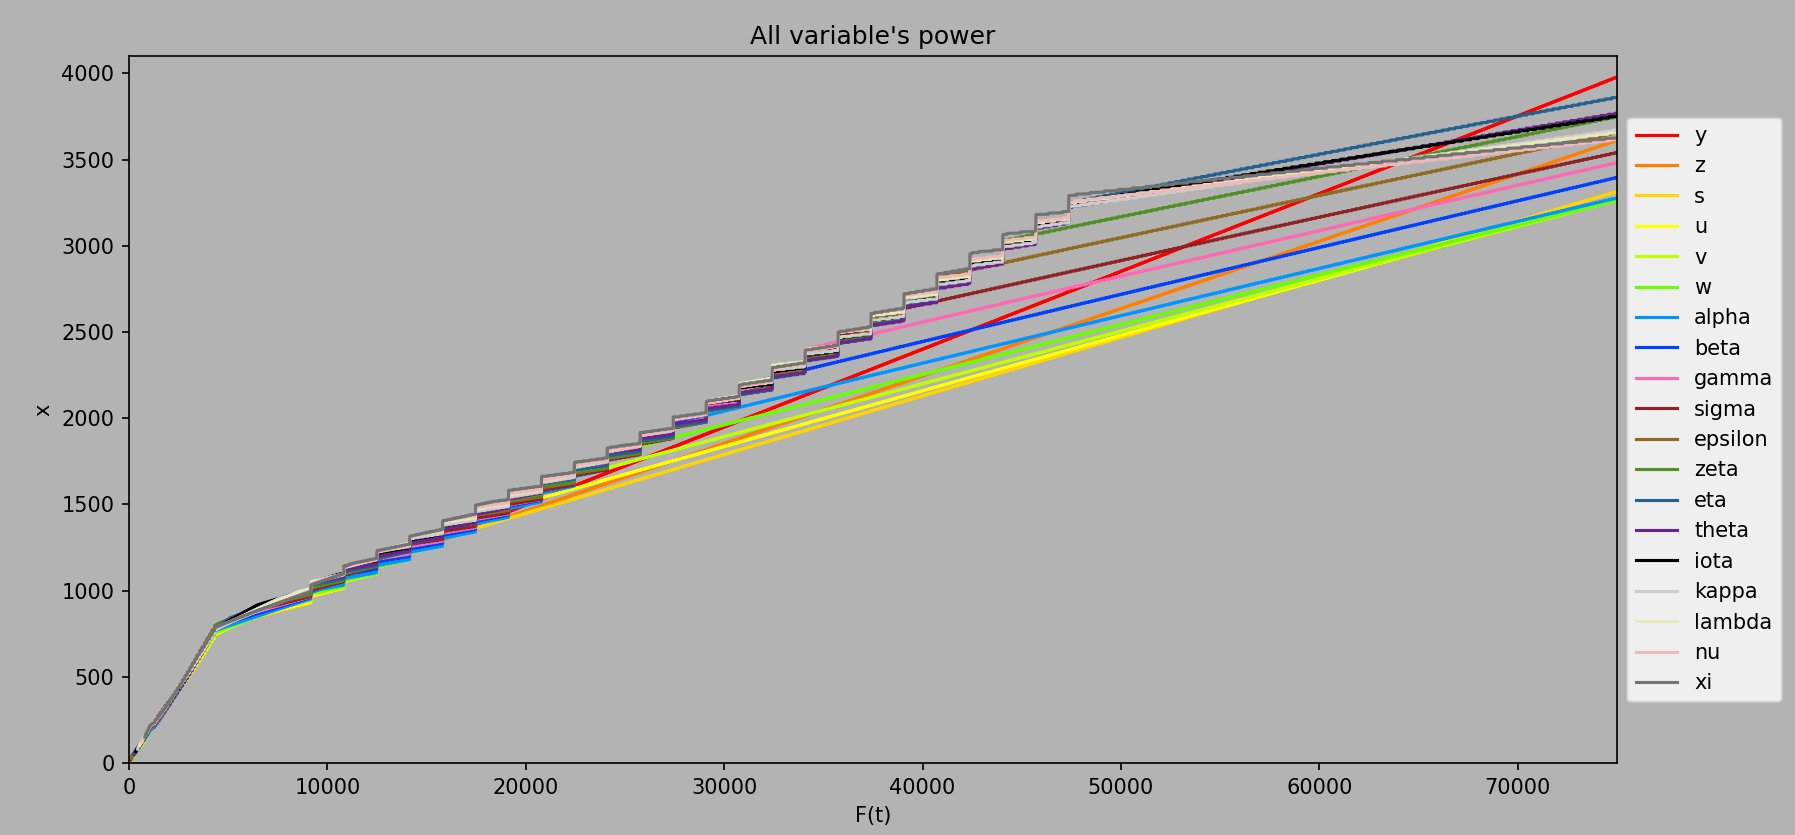 All variable's power
4000
3500
3000
2500
2000
1500
1000
500
0
x
0 10000 20000 30000 40000 50000 60000 70000
F(t)
y
z
s
u
v
w
alpha
beta
gamma
sigma
epsilon
zeta
eta
theta
iota
kappa
lambda
nu
xi